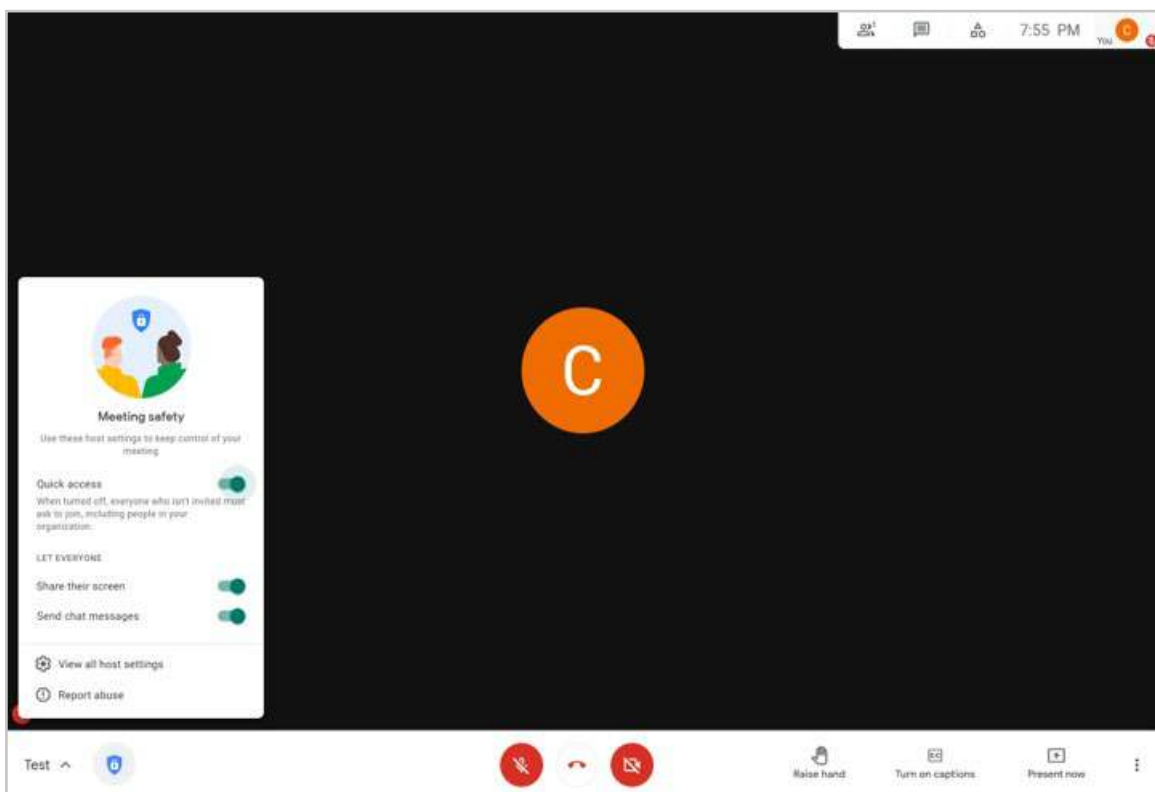 7:55 PM
You
C
C
Meeting safety
Use these host settings to keep control of your
meeting
Quick access
When turned off, everyone who isn't invited must
ask to join, including people in your
organization.
LET EVERYONE
Share their screen
Send chat messages
View all host settings
Report abuse
Test
Raise hand
Turn on captions
Present now